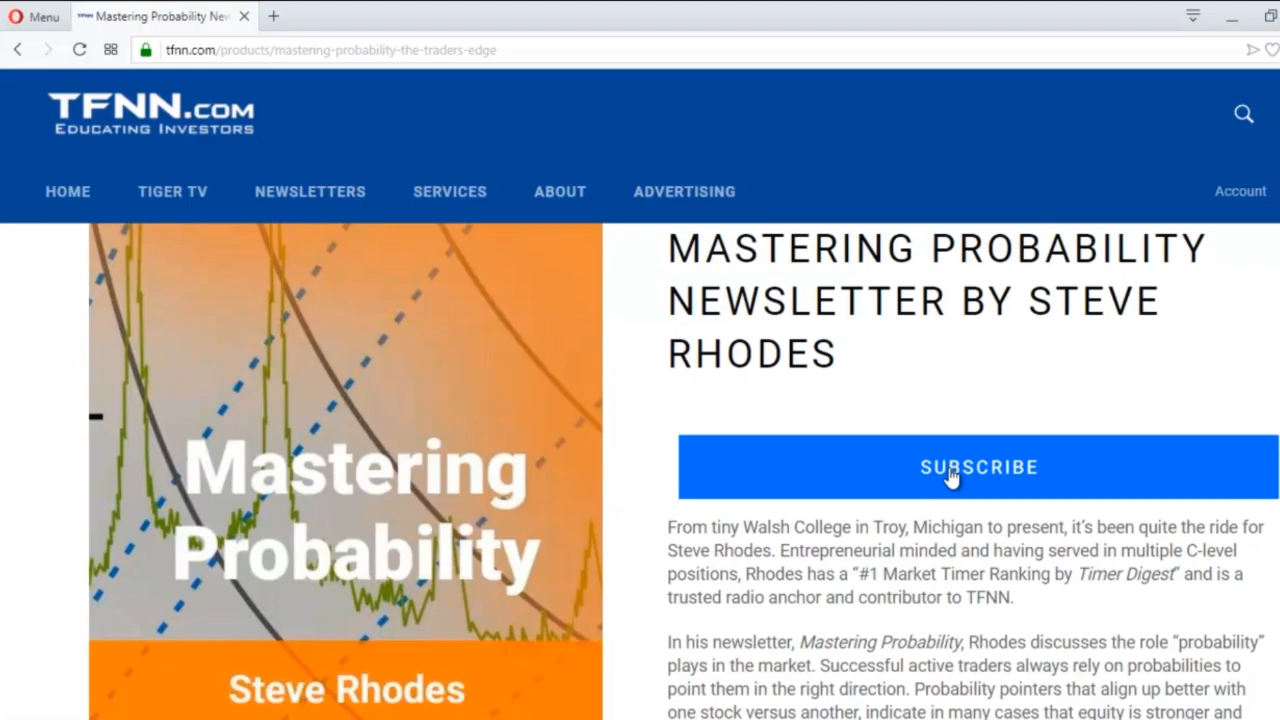 Menu
Mastering Probability Nev
tfnn.com/products/mastering-probability-the-traders-edge
TFNN.COM
EDUCATING INVESTORS
HOME TIGER TV NEWSLETTERS SERVICES ABOUT ADVERTISING Account
MASTERING PROBABILITY
NEWSLETTER BY STEVE
RHODES
SUBSCRIBE
From tiny Walsh College in Troy, Michigan to present, it's been quite the ride for
Steve Rhodes. Entrepreneurial minded and having served in multiple C-level
positions, Rhodes has a “#1 Market Timer Ranking by Timer Digest” and is a
trusted radio anchor and contributor to TFNN.
In his newsletter, Mastering Probability, Rhodes discusses the role “probability”
plays in the market. Successful active traders always rely on probabilities to
point them in the right direction. Probability pointers that align up better with
one stock versus another, indicate in many cases that equity is stronger and
Mastering
Probability
Steve Rhodes